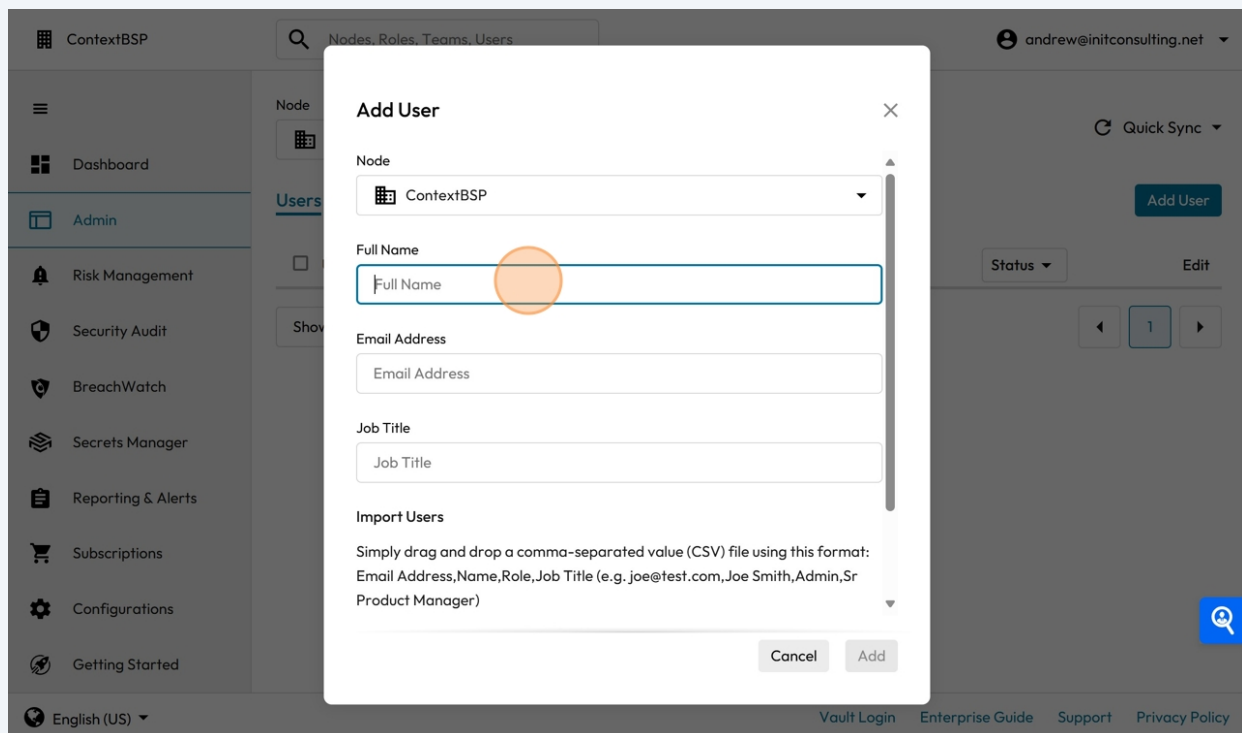 ContextBSP
Nodes, Roles, Teams, Users
andrew@initconsulting.net
Node
Quick Sync
Dashboard
Admin
Risk Management
Security Audit
BreachWatch
Secrets Manager
Reporting & Alerts
Subscriptions
Configurations
Getting Started
Users
Add User
Status
Edit
Show
1
Add User
Node
ContextBSP
Full Name
Full Name
Email Address
Email Address
Job Title
Job Title
Import Users
Simply drag and drop a comma-separated value (CSV) file using this format:
Email Address,Name,Role,Job Title (e.g. joe@test.com,Joe Smith,Admin,Sr
Product Manager)
Cancel
Add
English (US)
Vault Login
Enterprise Guide
Support
Privacy Policy